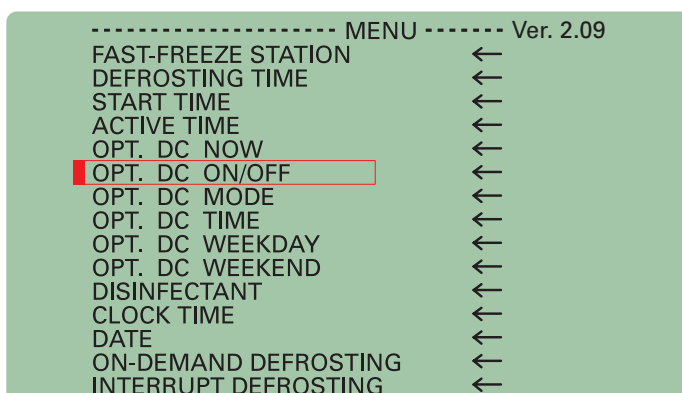 -------------------- MENU ------- Ver. 2.09
FAST-FREEZE STATION ←
DEFROSTING TIME ←
START TIME ←
ACTIVE TIME ←
OPT. DC NOW ←
OPT. DC ON/OFF ←
OPT. DC MODE ←
OPT. DC TIME ←
OPT. DC WEEKDAY ←
OPT. DC WEEKEND ←
DISINFECTANT ←
CLOCK TIME ←
DATE ←
ON-DEMAND DEFROSTING ←
INTERRUPT DEFROSTING ←